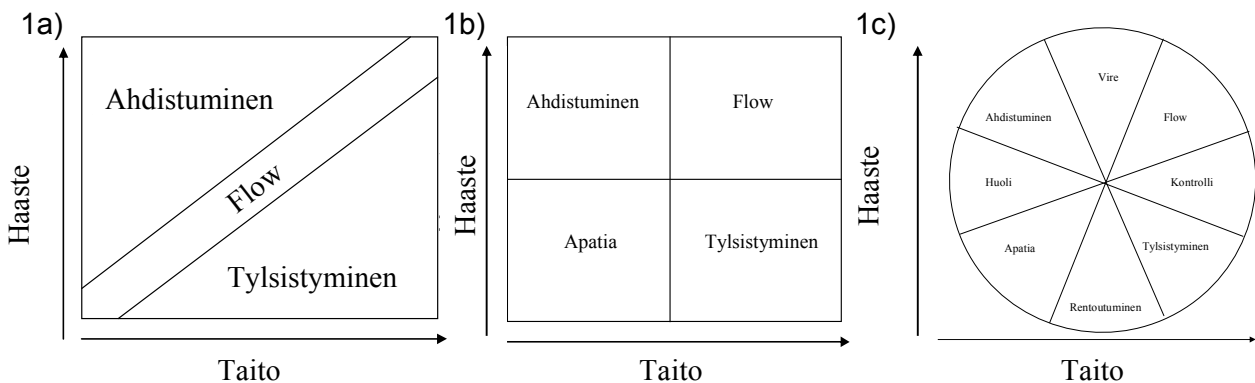 1a)
Haaste
Ahdistuminen
Flow
Tylsistyminen
Taito
1b)
Haaste
Ahdistuminen
Flow
Apatia
Tylsistyminen
Taito
1c)
Haaste
Vire
Ahdistuminen
Flow
Huoli
Kontrolli
Apatia
Tylsistyminen
Rentoutuminen
Taito